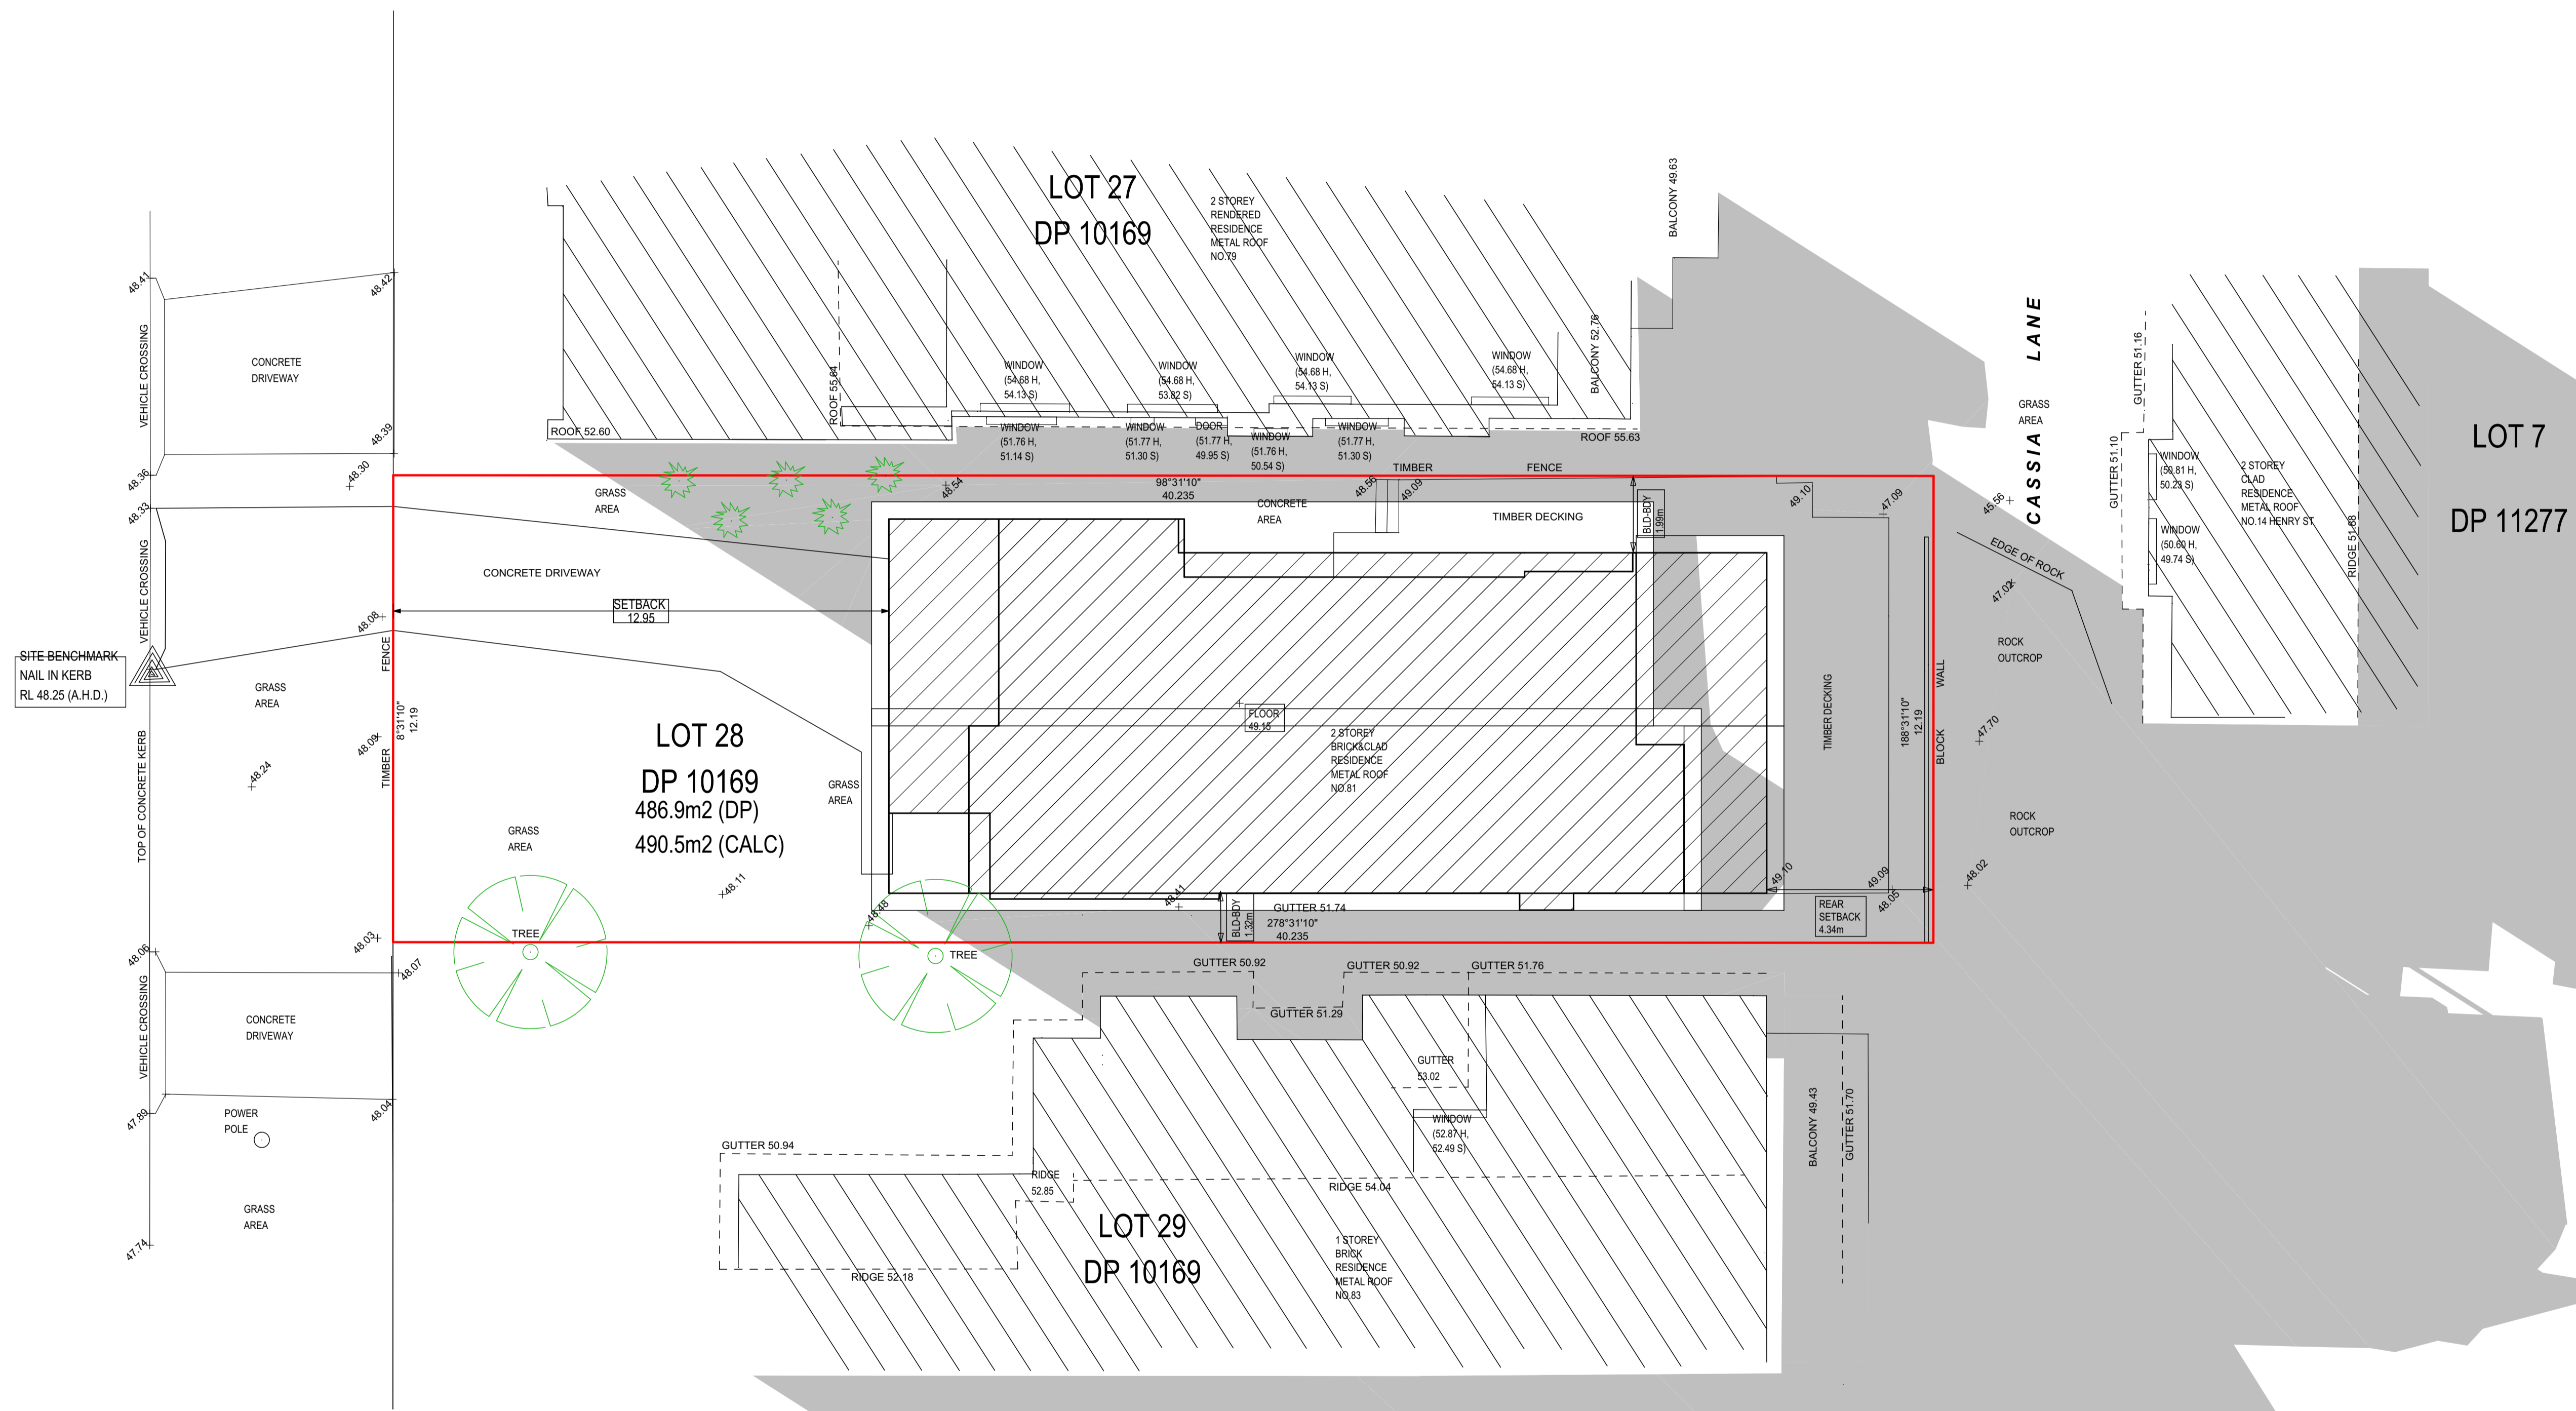 LOT 27
DP 10169
2 STOREY
RENDERED
RESIDENCE
METAL ROOF
NO.79
BALCONY 49.63
BALCONY 52.76
ROOF 55.64
ROOF 52.60
ROOF 55.63
WINDOW
(54.68 H,
54.13 S)
WINDOW
(54.68 H,
53.82 S)
WINDOW
(54.68 H,
54.13 S)
WINDOW
(54.68 H,
54.13 S)
WINDOW
(51.76 H,
51.14 S)
WINDOW
(51.77 H,
51.30 S)
DOOR
(51.77 H,
49.95 S)
WINDOW
(51.76 H,
50.54 S)
WINDOW
(51.77 H,
51.30 S)
48.41
48.42
VEHICLE CROSSING
CONCRETE
DRIVEWAY
48.39
48.36
48.30
48.33
VEHICLE CROSSING
GRASS
AREA
CONCRETE DRIVEWAY
SETBACK
12.95
48.54
98°31'10"
40.235
48.56
49.09
TIMBER
FENCE
CONCRETE
AREA
TIMBER DECKING
BLD-BDY
1.99m
49.10
47.09
45.56
CASSIA LANE
GRASS
AREA
EDGE OF ROCK
47.02
ROCK
OUTCROP
47.70
ROCK
OUTCROP
48.02
GUTTER 51.16
GUTTER 51.10
WINDOW
(50.81 H,
50.23 S)
WINDOW
(50.60 H,
49.74 S)
2 STOREY
CLAD
RESIDENCE
METAL ROOF
NO.14 HENRY ST
RIDGE 51.88
LOT 7
DP 11277
SITE BENCHMARK
NAIL IN KERB
RL 48.25 (A.H.D.)
48.08
TIMBER
FENCE
8°31'10"
12.19
48.09
GRASS
AREA
48.24
TOP OF CONCRETE KERB
LOT 28
DP 10169
486.9m2 (DP)
490.5m2 (CALC)
GRASS
AREA
GRASS
AREA
48.11
48.48
48.41
FLOOR
49.15
2 STOREY
BRICK&CLAD
RESIDENCE
METAL ROOF
NO.81
TIMBER DECKING
188°31'10"
12.19
BLOCK
WALL
49.10
49.09
48.05
REAR
SETBACK
4.34m
BLD-BDY
1.32m
GUTTER 51.74
278°31'10"
40.235
TREE
TREE
48.03
48.06
48.07
VEHICLE CROSSING
CONCRETE
DRIVEWAY
48.04
47.89
POWER
POLE
GRASS
AREA
47.74
GUTTER 50.92
GUTTER 50.92
GUTTER 51.76
GUTTER 51.29
GUTTER
53.02
WINDOW
(52.87 H,
52.49 S)
GUTTER 50.94
RIDGE
52.85
RIDGE 54.04
RIDGE 52.18
LOT 29
DP 10169
1 STOREY
BRICK
RESIDENCE
METAL ROOF
NO.83
BALCONY 49.43
GUTTER 51.70